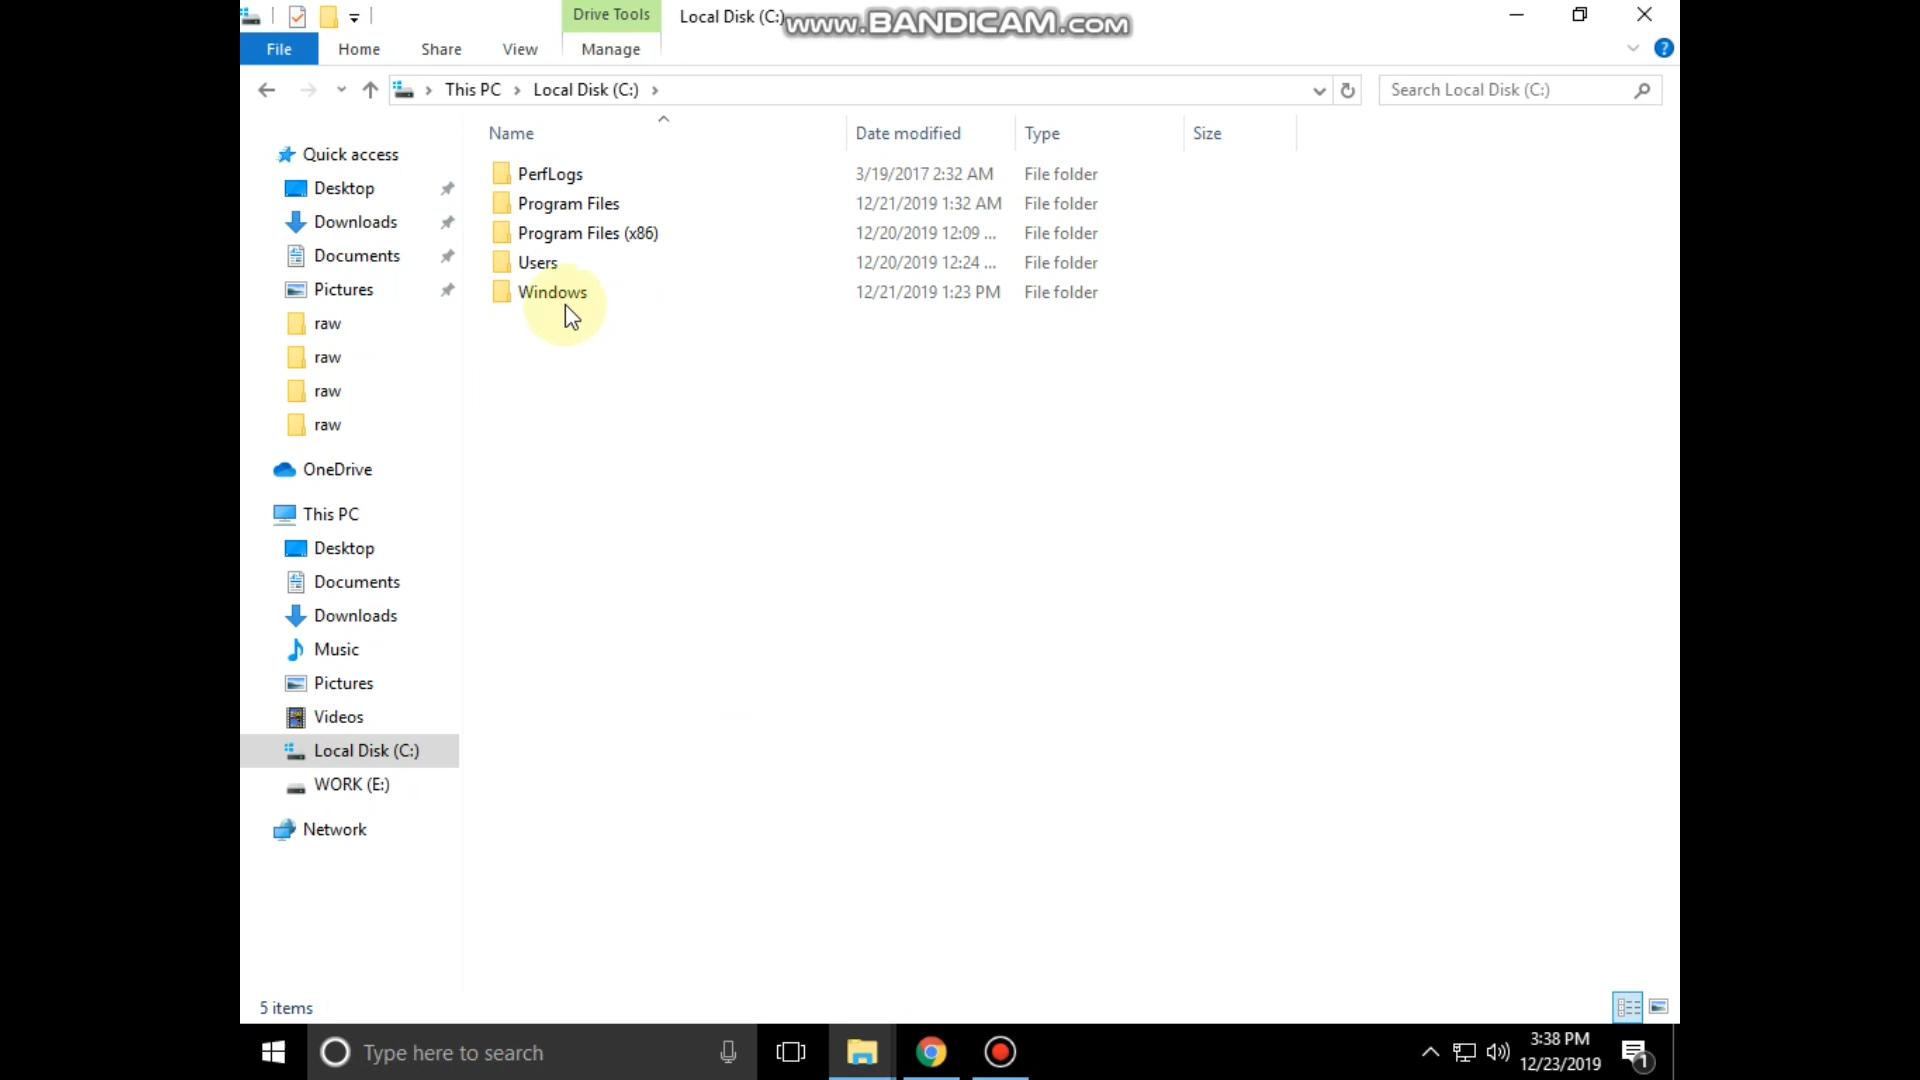 Drive Tools
Local Disk (C:)
www.BANDICAM.com
File
Home
Share
View
Manage
This PC
Local Disk (C:)
Search Local Disk (C:)
Name
Date modified
Type
Size
PerfLogs
3/19/2017 2:32 AM
File folder
Program Files
12/21/2019 1:32 AM
File folder
Program Files (x86)
12/20/2019 12:09 ...
File folder
Users
12/20/2019 12:24 ...
File folder
Windows
12/21/2019 1:23 PM
File folder
Quick access
Desktop
Downloads
Documents
Pictures
raw
raw
raw
raw
OneDrive
This PC
Desktop
Documents
Downloads
Music
Pictures
Videos
Local Disk (C:)
WORK (E:)
Network
5 items
Type here to search
3:38 PM
12/23/2019
1